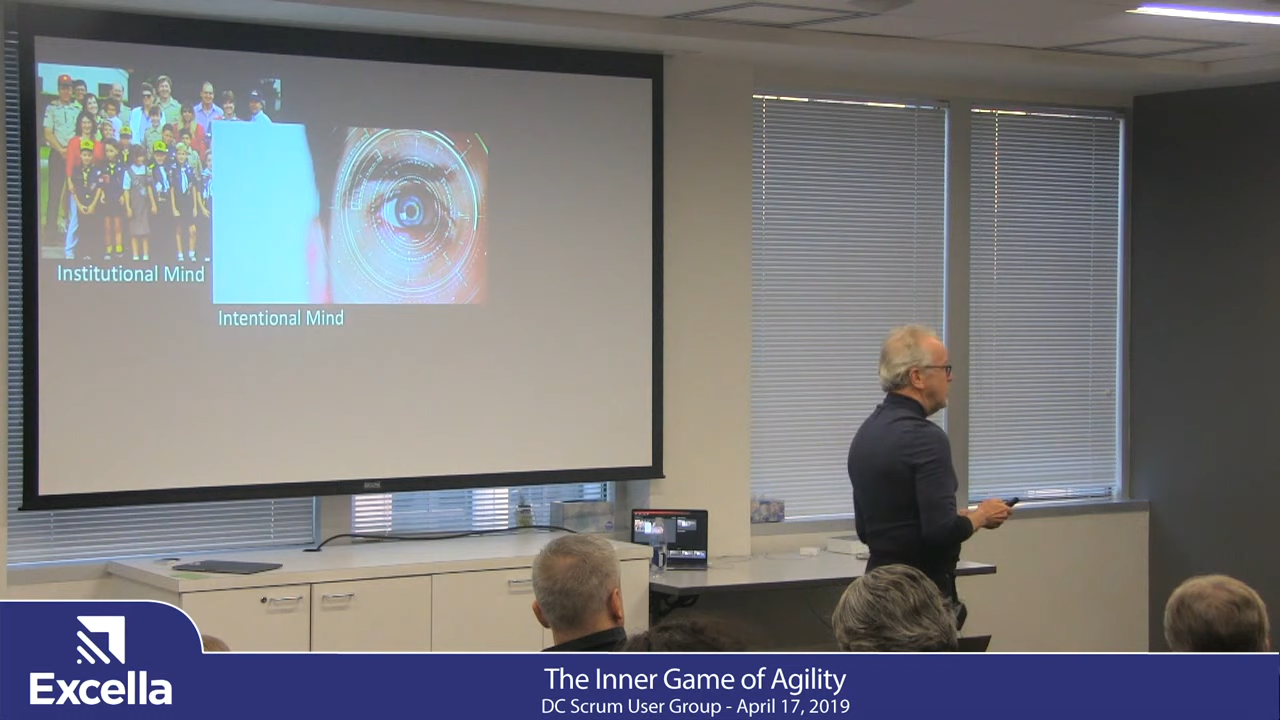 Institutional Mind
Intentional Mind
Excella
The Inner Game of Agility
DC Scrum User Group - April 17, 2019